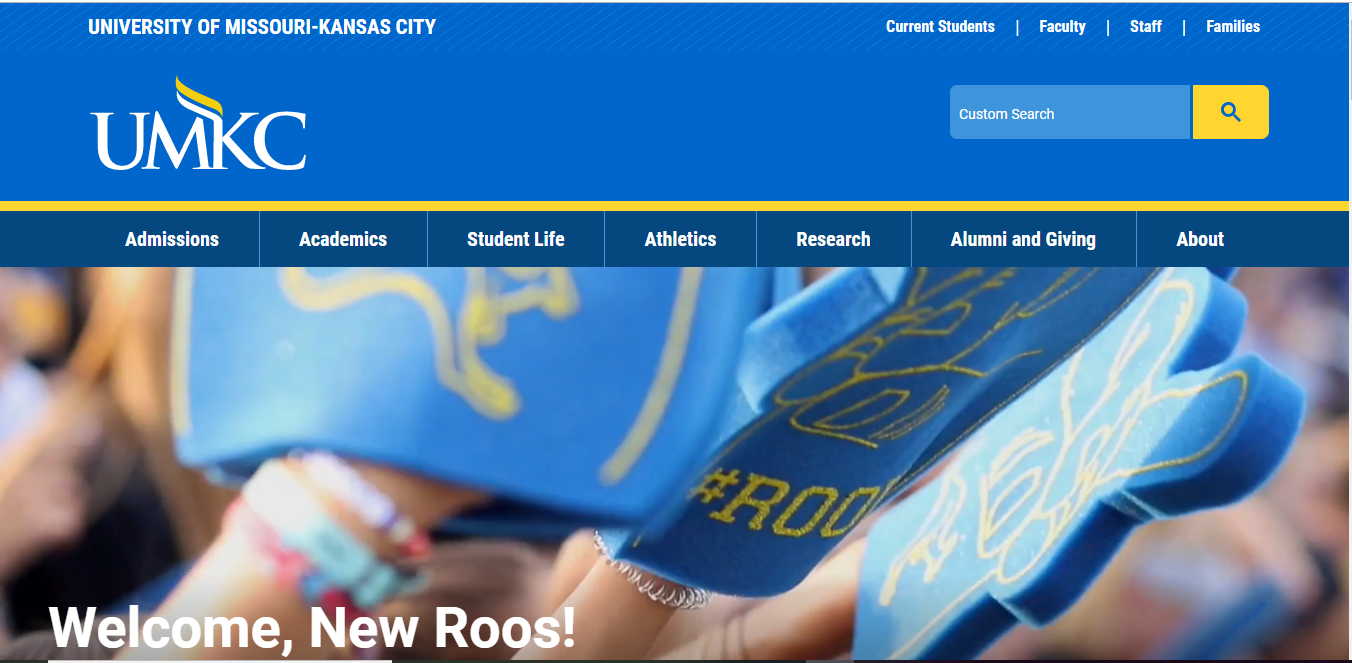 UNIVERSITY OF MISSOURI-KANSAS CITY
Current Students | Faculty | Staff | Families
UMKC
Custom Search
Admissions Academics Student Life Athletics Research Alumni and Giving About
#ROO
Welcome, New Roos!